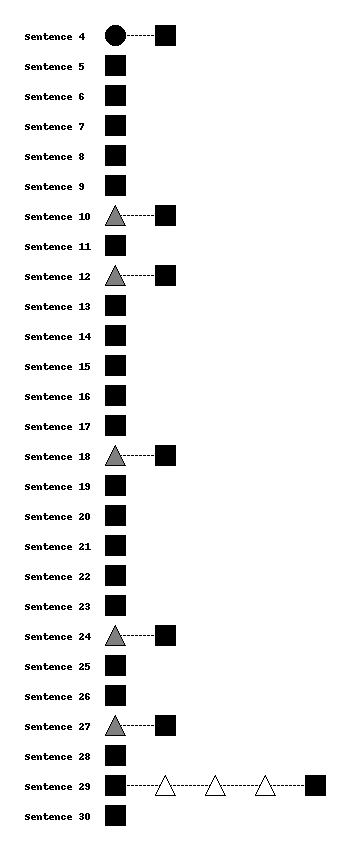 Sentence 4
Sentence 5
Sentence 6
Sentence 7
Sentence 8
Sentence 9
Sentence 10
Sentence 11
Sentence 12
Sentence 13
Sentence 14
Sentence 15
Sentence 16
Sentence 17
Sentence 18
Sentence 19
Sentence 20
Sentence 21
Sentence 22
Sentence 23
Sentence 24
Sentence 25
Sentence 26
Sentence 27
Sentence 28
Sentence 29
Sentence 30